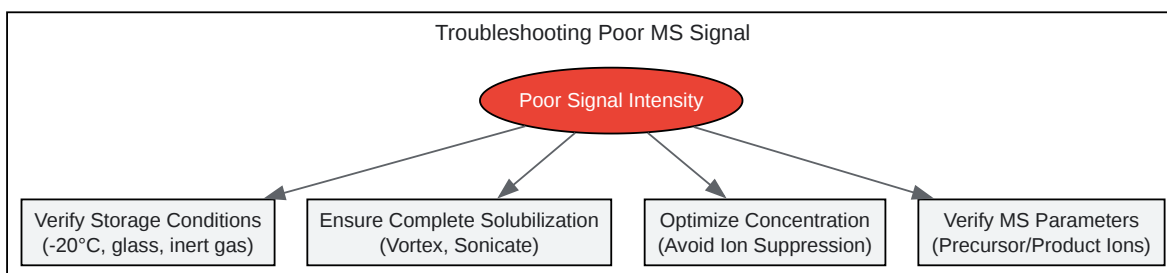 Troubleshooting Poor MS Signal
Poor Signal Intensity
Verify Storage Conditions
(-20°C, glass, inert gas)
Ensure Complete Solubilization
(Vortex, Sonicate)
Optimize Concentration
(Avoid Ion Suppression)
Verify MS Parameters
(Precursor/Product Ions)